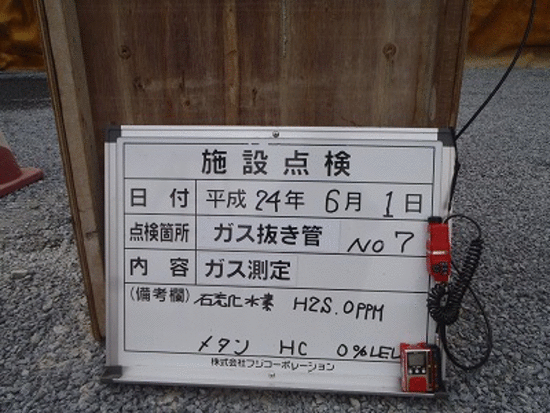 施設点検
日付 平成24年 6月 1日
点検箇所 ガス抜き管 NO7
内容 ガス測定
(備考欄) 硫化水素 H2S. 0PPM
メタン HC 0%LEL
株式会社フジコーポレーション